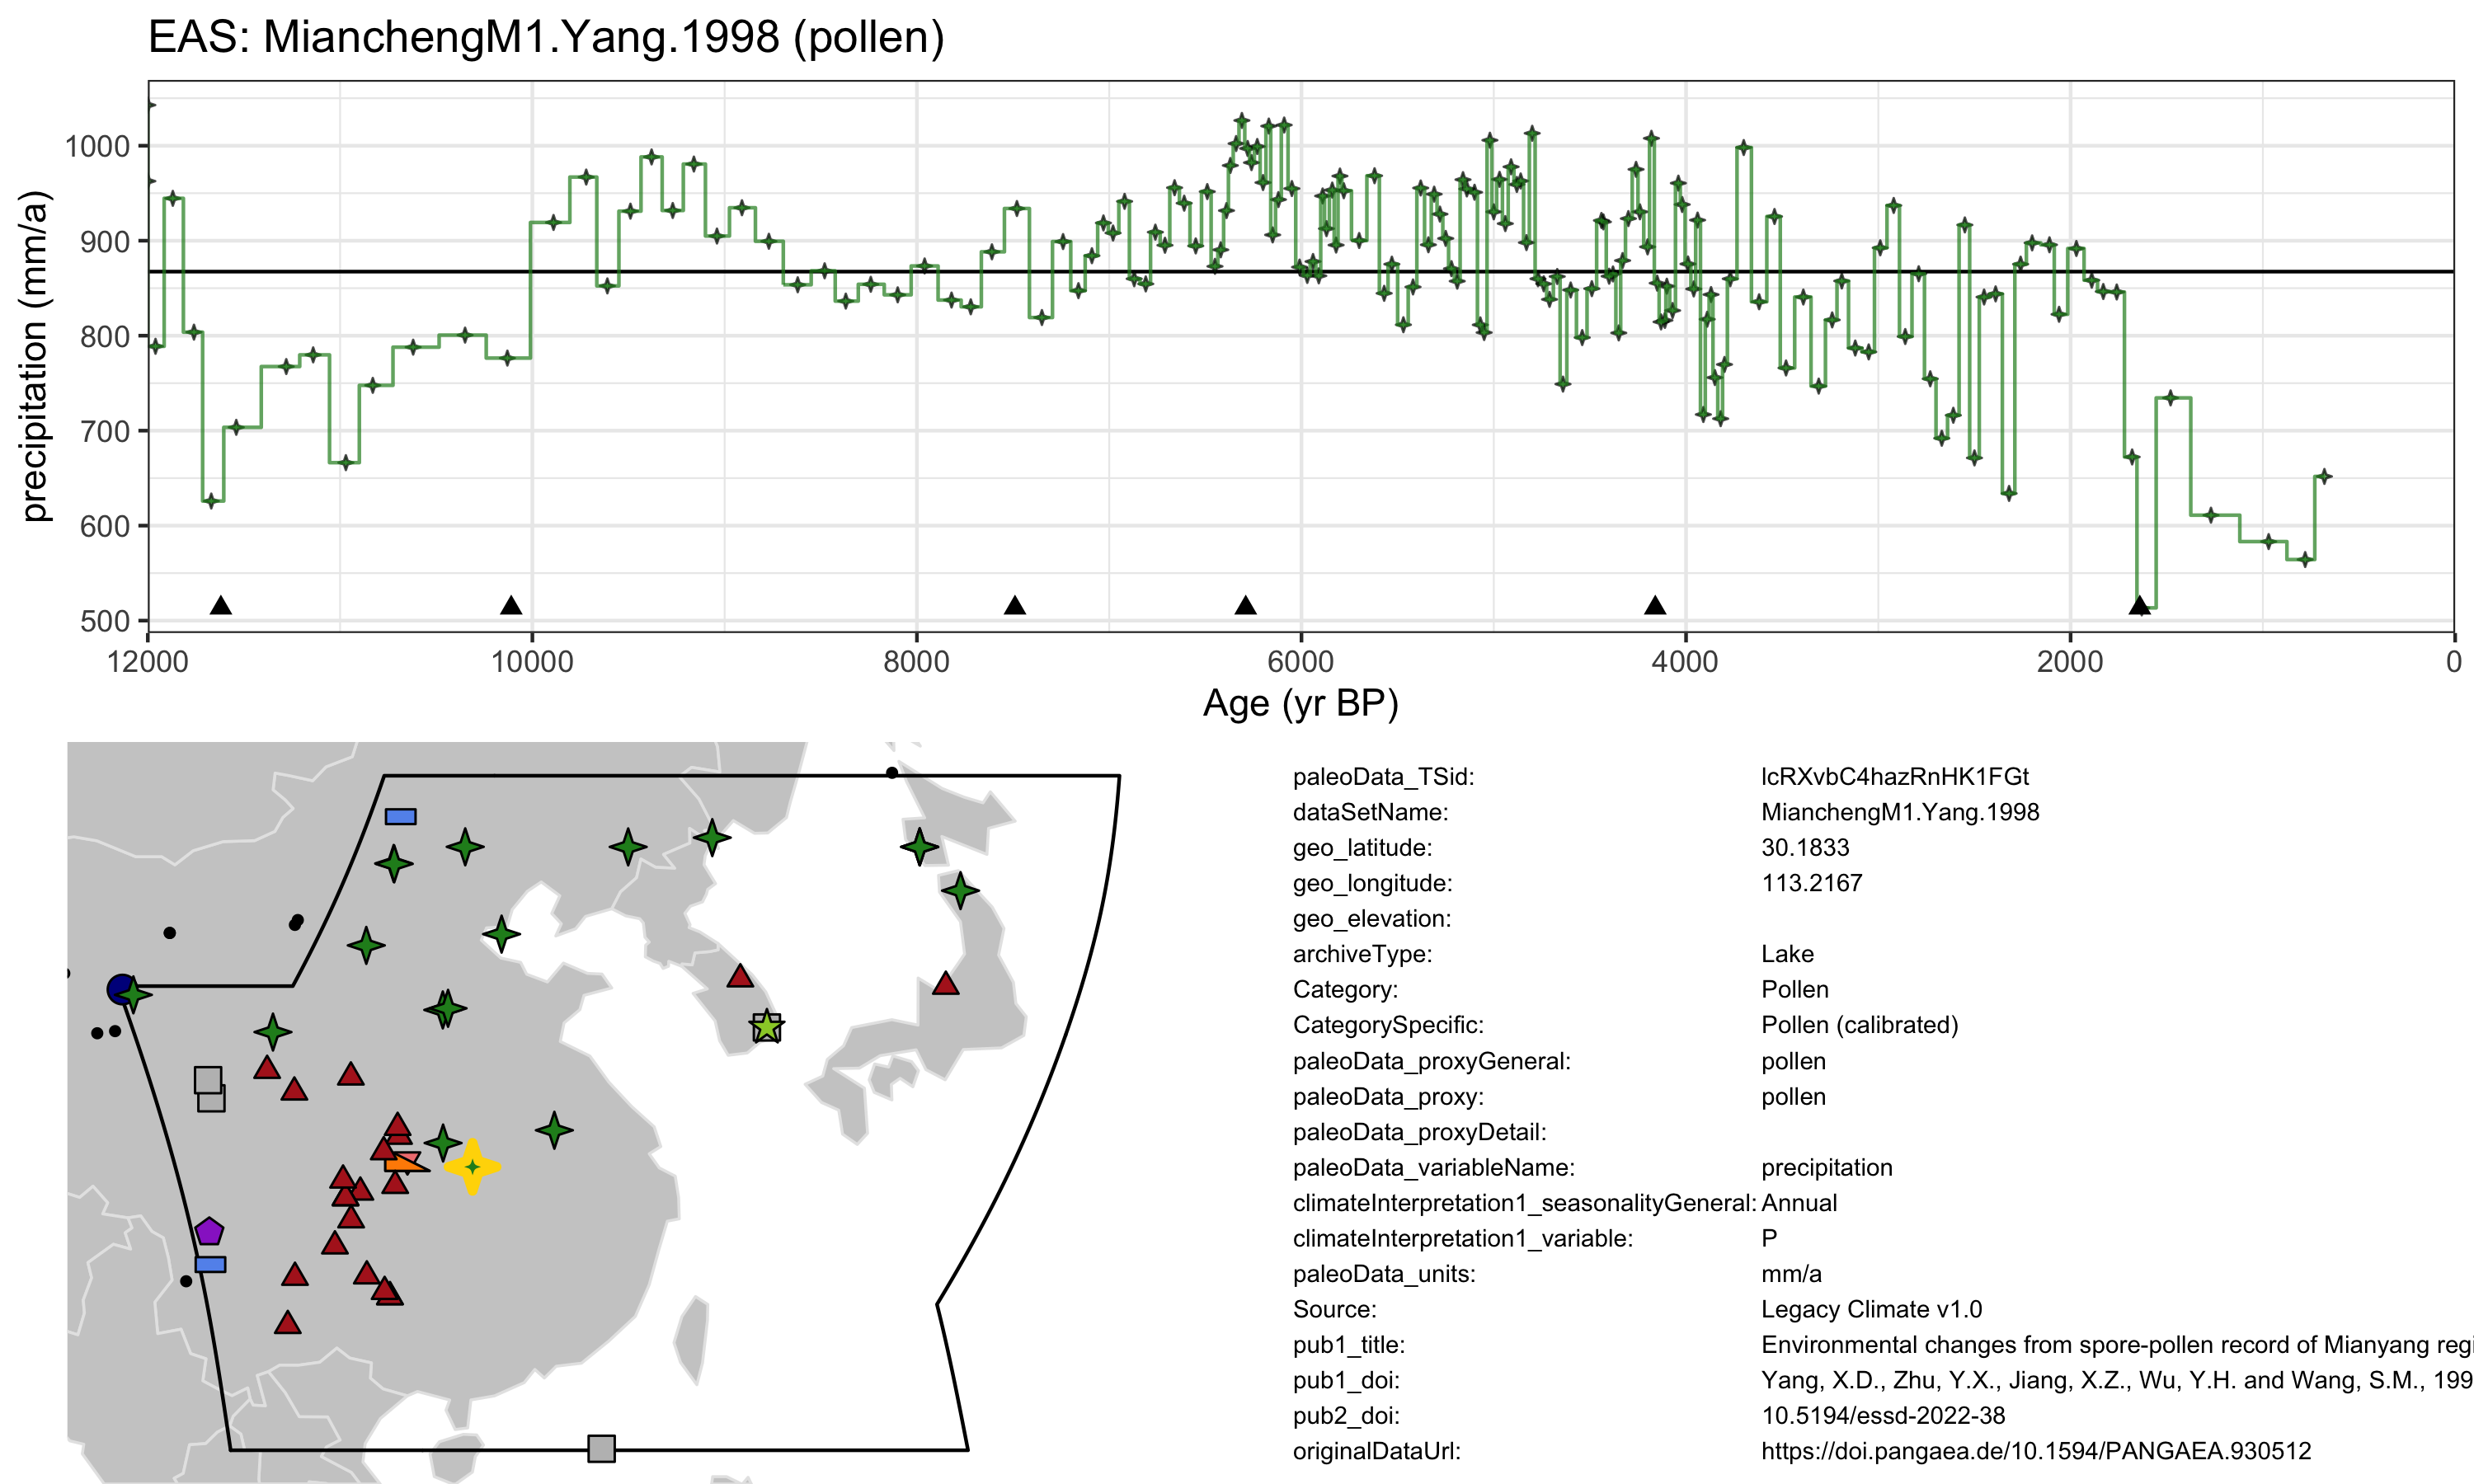 EAS: MianchengM1.Yang.1998 (pollen)
precipitation (mm/a)
1000
900
800
700
600
500
12000 10000 8000 6000 4000 2000 0
Age (yr BP)
paleoData_TSid: lcRXvbC4hazRnHK1FGt
dataSetName: MianchengM1.Yang.1998
geo_latitude: 30.1833
geo_longitude: 113.2167
geo_elevation:
archiveType: Lake
Category: Pollen
CategorySpecific: Pollen (calibrated)
paleoData_proxyGeneral: pollen
paleoData_proxy: pollen
paleoData_proxyDetail:
paleoData_variableName: precipitation
climateInterpretation1_seasonalityGeneral: Annual
climateInterpretation1_variable: P
paleoData_units: mm/a
Source: Legacy Climate v1.0
pub1_title: Environmental changes from spore-pollen record of Mianyang regi
pub1_doi: Yang, X.D., Zhu, Y.X., Jiang, X.Z., Wu, Y.H. and Wang, S.M., 199
pub2_doi: 10.5194/essd-2022-38
originalDataUrl: https://doi.pangaea.de/10.1594/PANGAEA.930512